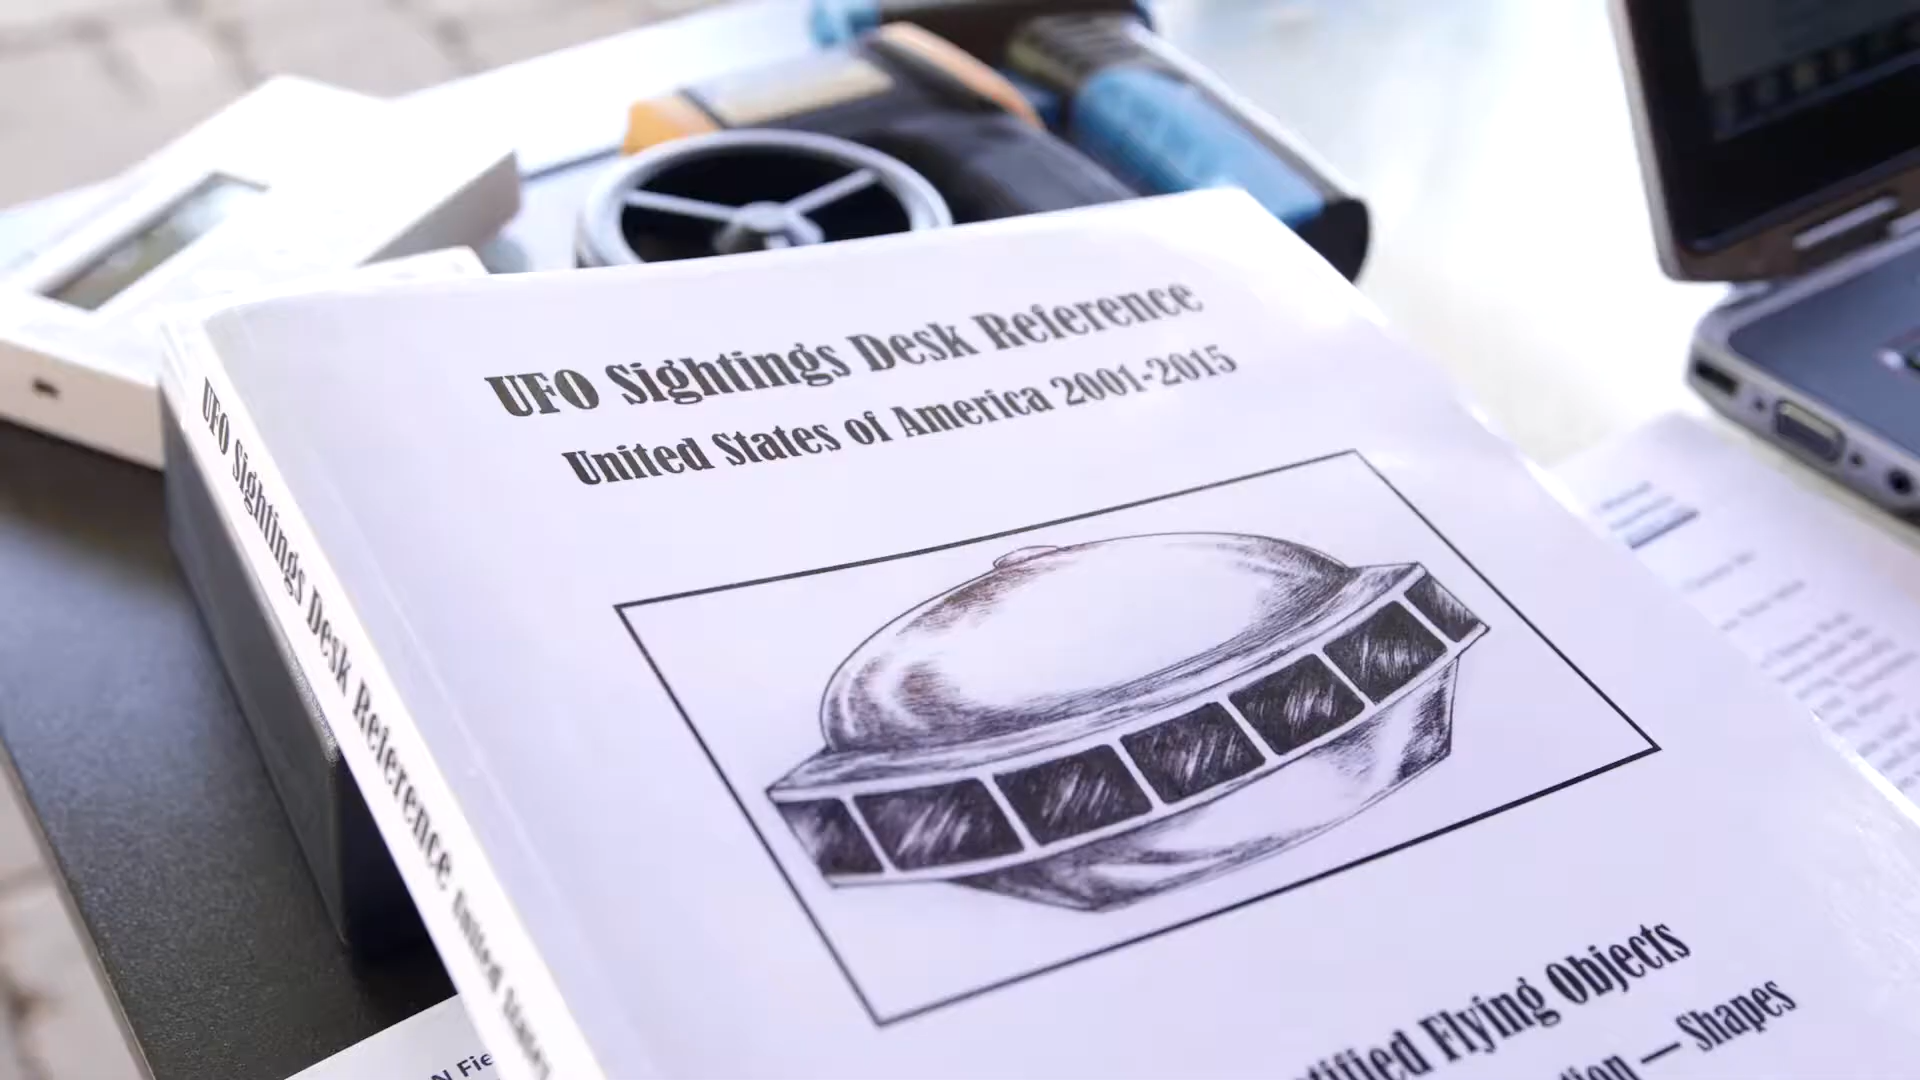 UFO Sightings Desk Reference
United States of America 2001-2015
Flying Objects
— Shapes
UFO Sightings Desk Reference United States
N